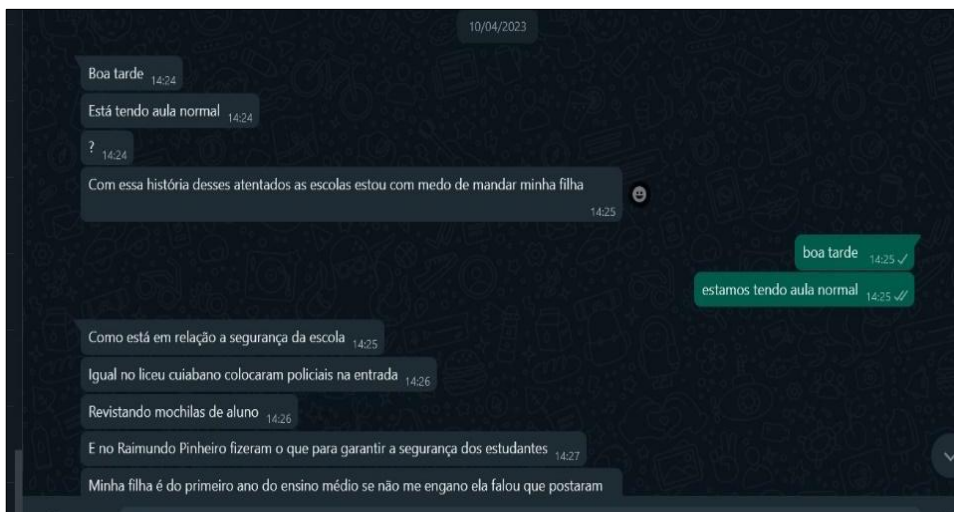 10/04/2023
Boa tarde 14:24
Está tendo aula normal 14:24
? 14:24
Com essa história desses atentados as escolas estou com medo de mandar minha filha
14:25
boa tarde 14:25
estamos tendo aula normal 14:25
Como está em relação a segurança da escola 14:25
Igual no liceu cuiabano colocaram policiais na entrada 14:26
Revistando mochilas de aluno 14:26
E no Raimundo Pinheiro fizeram o que para garantir a segurança dos estudantes 14:27
Minha filha é do primeiro ano do ensino médio se não me engano ela falou que postaram